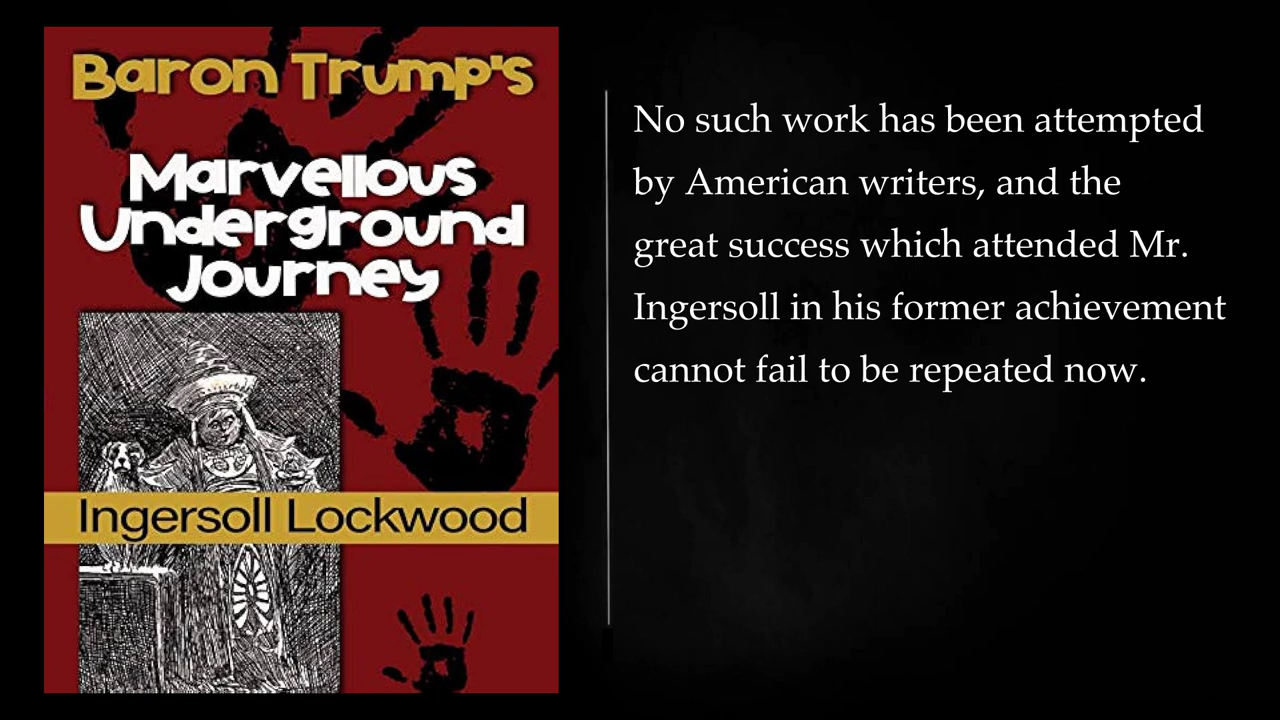 Baron Trump's
Marvellous
Underground
Journey
Ingersoll Lockwood
No such work has been attempted
by American writers, and the
great success which attended Mr.
Ingersoll in his former achievement
cannot fail to be repeated now.